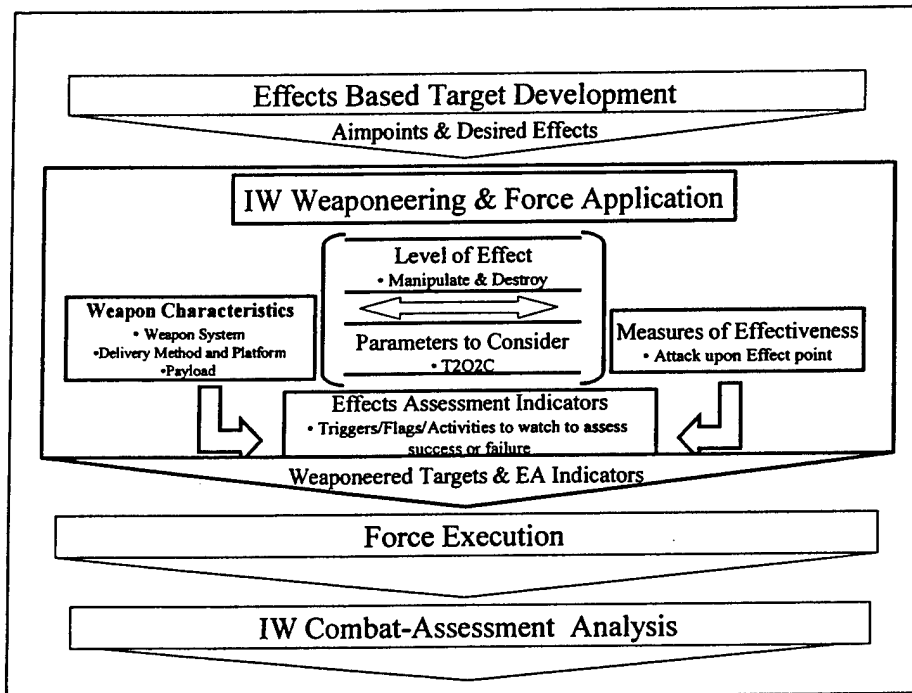 Effects Based Target Development
Aimpoints & Desired Effects
IW Weaponeering & Force Application
Level of Effect
• Manipulate & Destroy
Weapon Characteristics
• Weapon System
•Delivery Method and Platform
•Payload
Parameters to Consider
• T2O2C
Measures of Effectiveness
• Attack upon Effect point
Effects Assessment Indicators
• Triggers/Flags/Activities to watch to assess
success or failure
Weaponeered Targets & EA Indicators
Force Execution
IW Combat-Assessment Analysis